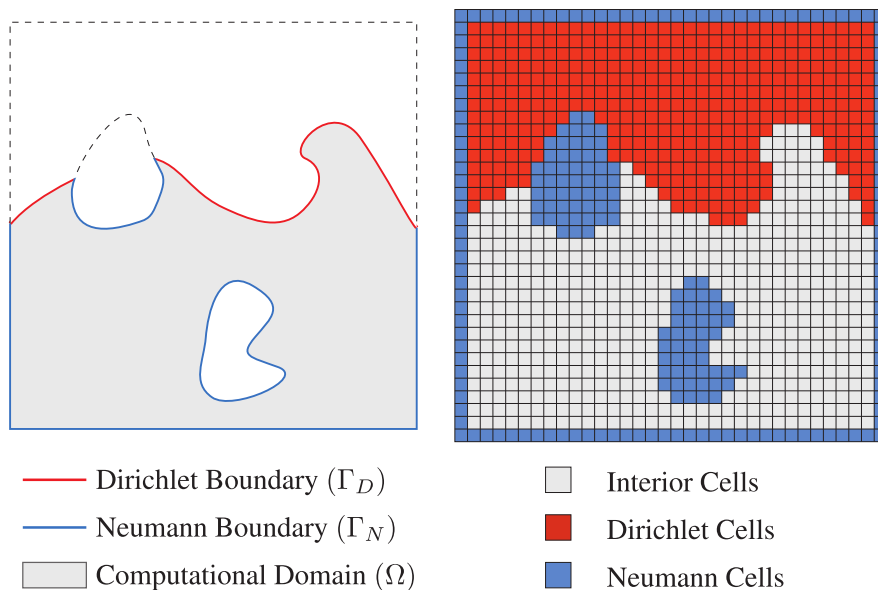 Dirichlet Boundary (Γ_D)
Neumann Boundary (Γ_N)
Computational Domain (Ω)
Interior Cells
Dirichlet Cells
Neumann Cells